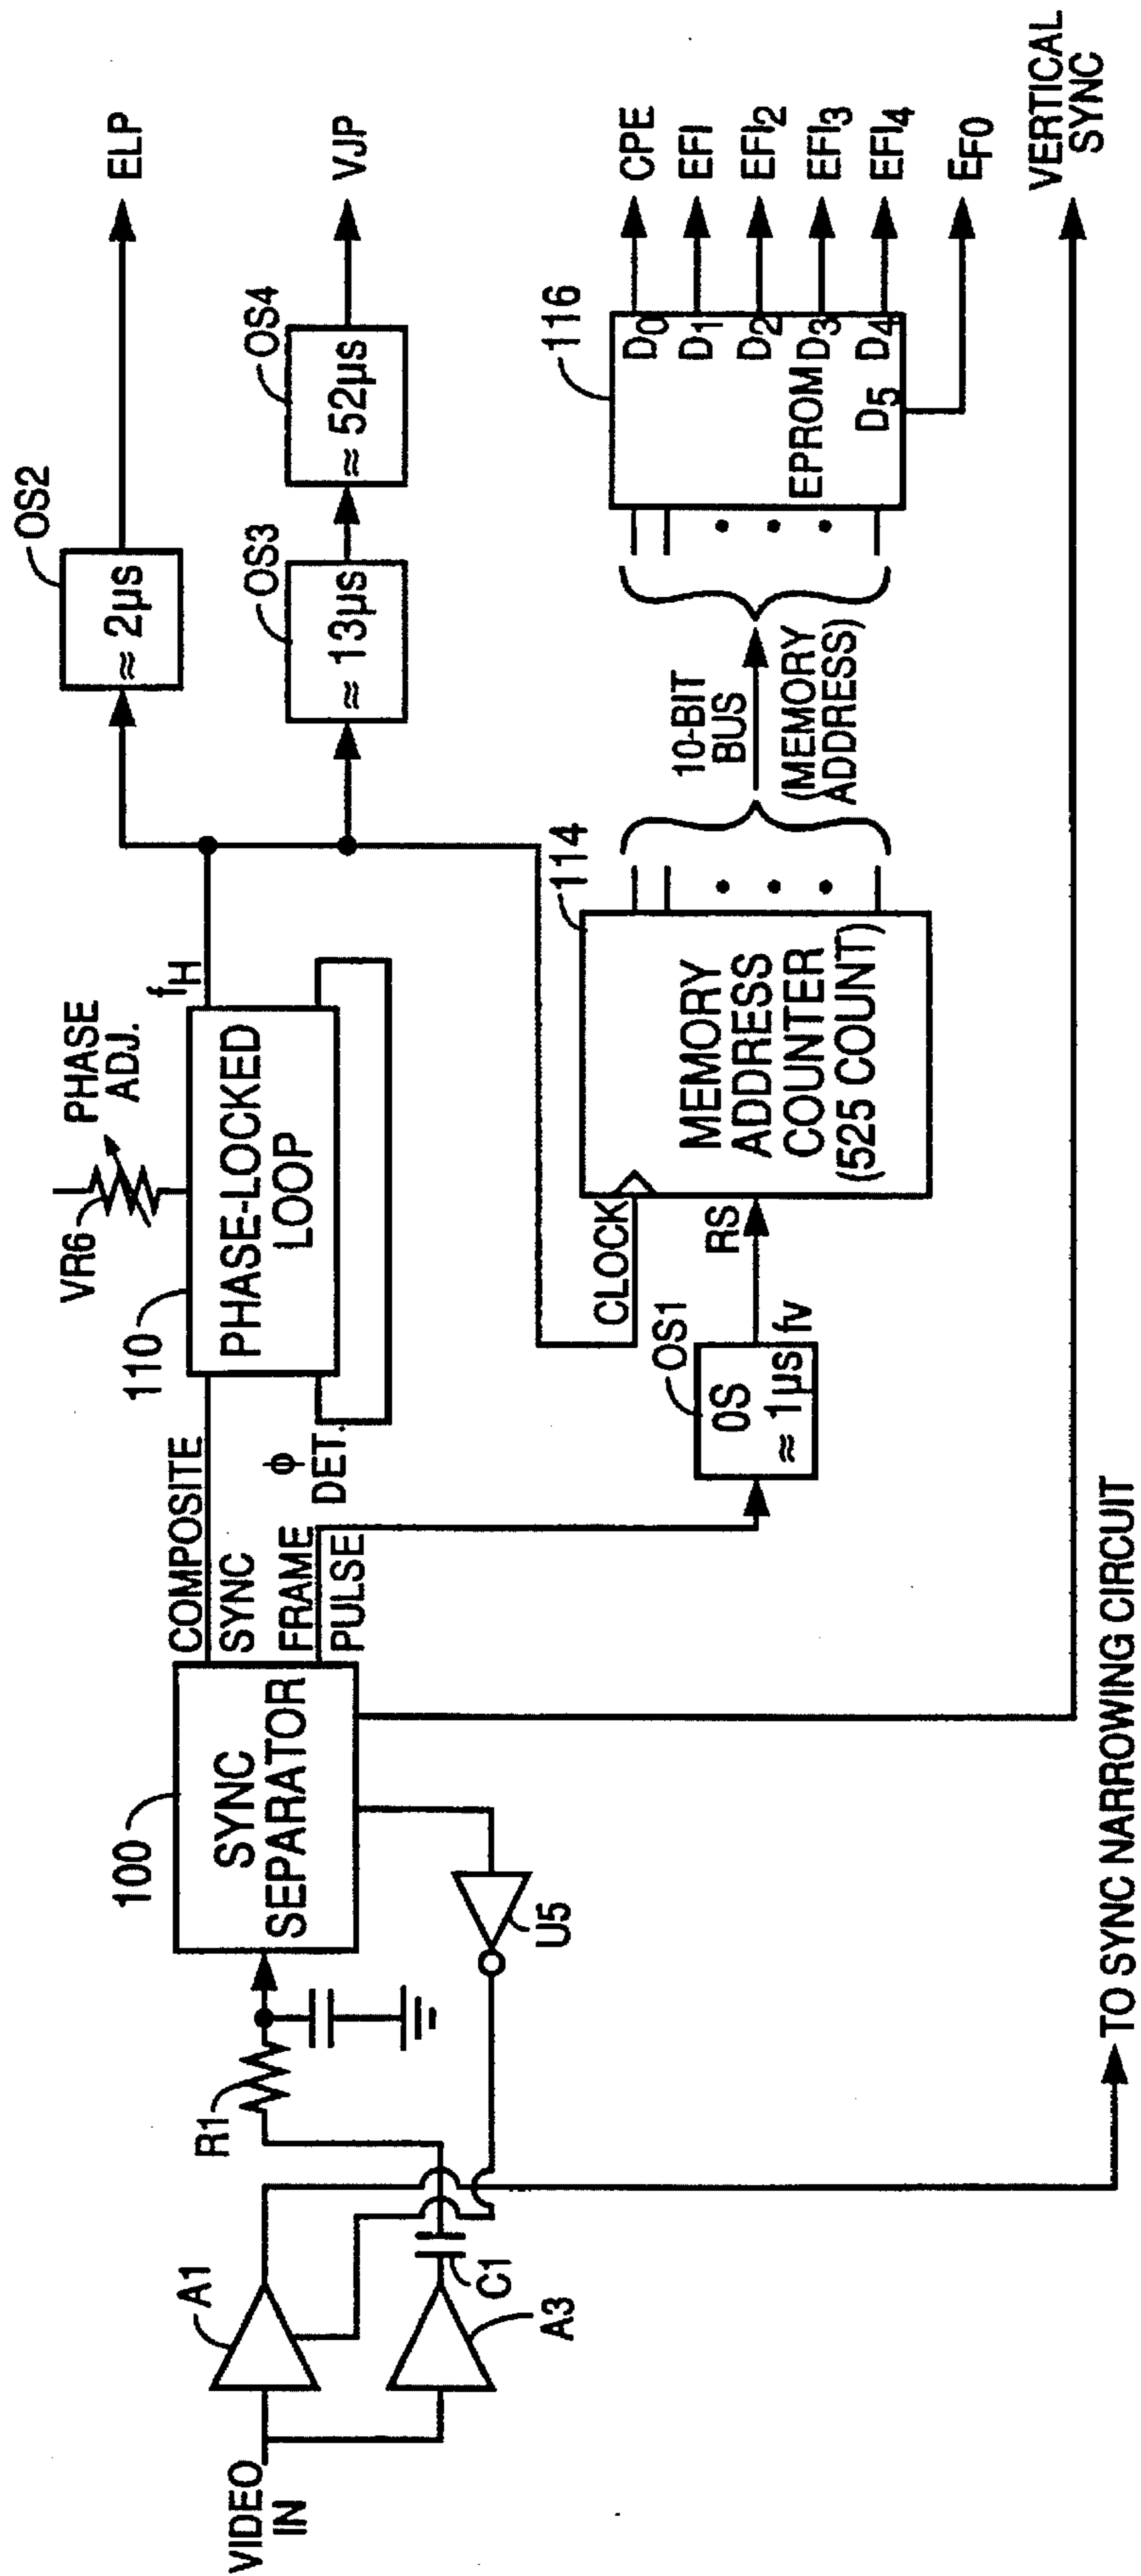 VIDEO
IN
A1
A3
C1
R1
100
SYNC
SEPARATOR
U5
COMPOSITE
SYNC
FRAME
PULSE
φ
DET.
110
PHASE-LOCKED
LOOP
VR6
PHASE
ADJ.
fH
OS2
≈ 2μs
ELP
OS3
≈ 13μs
OS4
≈ 52μs
VJP
OS1
OS
≈ 1μs
fv
RS
CLOCK
114
MEMORY
ADDRESS
COUNTER
(525 COUNT)
10-BIT
BUS
(MEMORY
ADDRESS)
116
EPROM
D0
D1
D2
D3
D4
D5
CPE
EFI
EFI2
EFI3
EFI4
EF0
VERTICAL
SYNC
TO SYNC NARROWING CIRCUIT